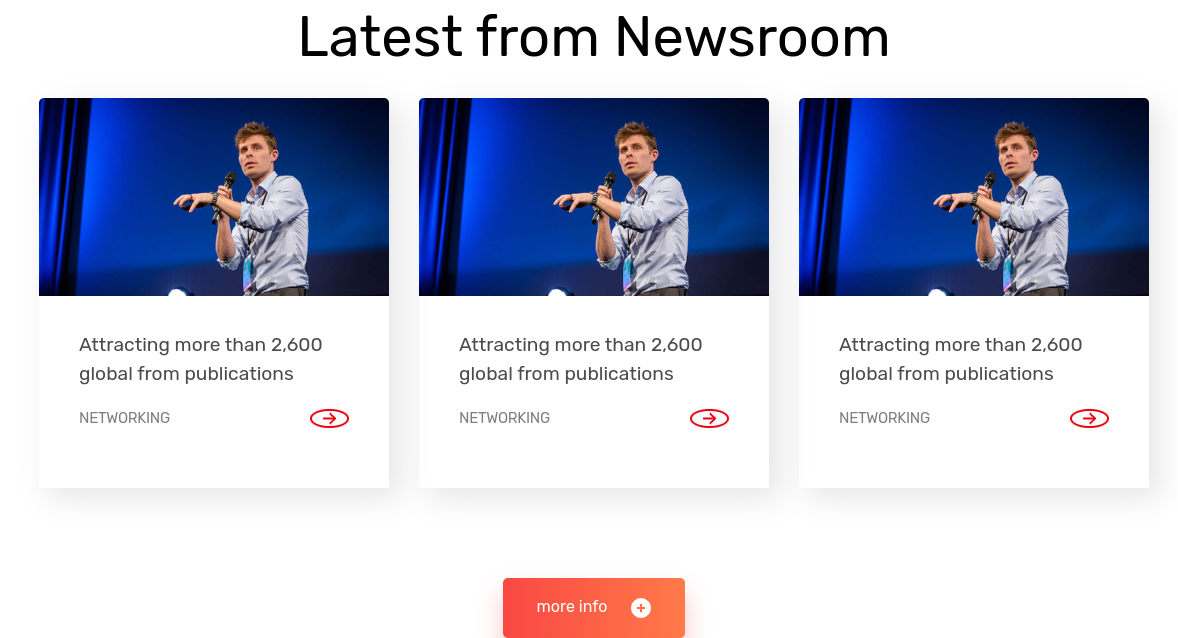 Latest from Newsroom
Attracting more than 2,600
global from publications
NETWORKING
Attracting more than 2,600
global from publications
NETWORKING
Attracting more than 2,600
global from publications
NETWORKING
more info